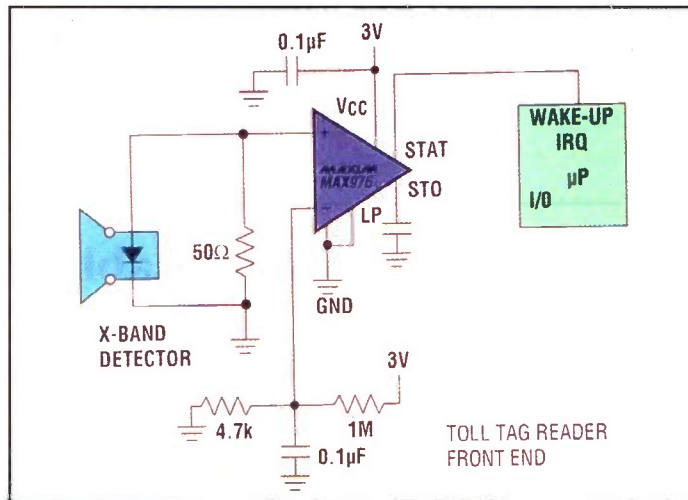 0.1µF
3V
VCC
WAKE-UP
IRQ
µP
I/O
+
STAT
MAXIM
MAX976
STO
−
LP
50Ω
GND
X-BAND
DETECTOR
3V
4.7k
1M
0.1µF
TOLL TAG READER
FRONT END